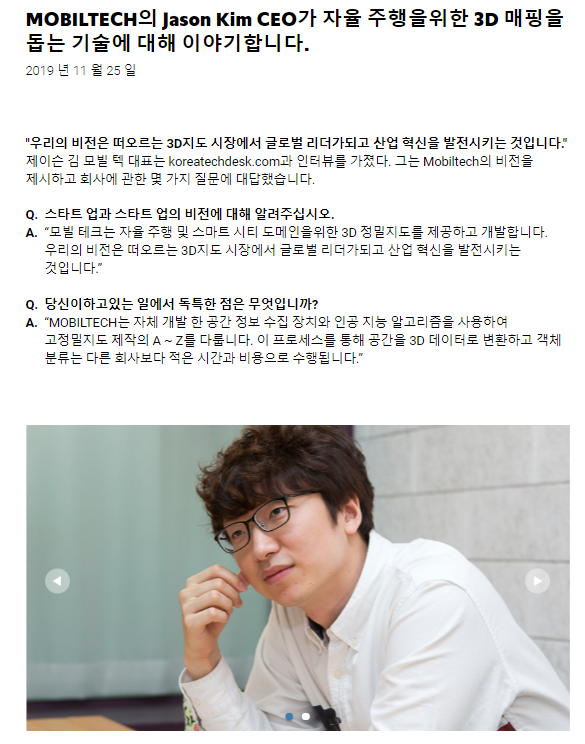 MOBILTECH의 Jason Kim CEO가 자율 주행을위한 3D 매핑을
돕는 기술에 대해 이야기합니다.
2019 년 11 월 25 일
"우리의 비전은 떠오르는 3D지도 시장에서 글로벌 리더가되고 산업 혁신을 발전시키는 것입니다."
제이슨 김 모빌 텍 대표는 koreatechdesk.com과 인터뷰를 가졌다. 그는 Mobiltech의 비전을
제시하고 회사에 관한 몇 가지 질문에 대답했습니다.
Q. 스타트 업과 스타트 업의 비전에 대해 알려주십시오.
A. “모빌 테크는 자율 주행 및 스마트 시티 도메인을위한 3D 정밀지도를 제공하고 개발합니다.
우리의 비전은 떠오르는 3D지도 시장에서 글로벌 리더가되고 산업 혁신을 발전시키는
것입니다.”
Q. 당신이하고있는 일에서 독특한 점은 무엇입니까?
A. “MOBILTECH는 자체 개발 한 공간 정보 수집 장치와 인공 지능 알고리즘을 사용하여
고정밀지도 제작의 A ~ Z를 다룹니다. 이 프로세스를 통해 공간을 3D 데이터로 변환하고 객체
분류는 다른 회사보다 적은 시간과 비용으로 수행됩니다.”